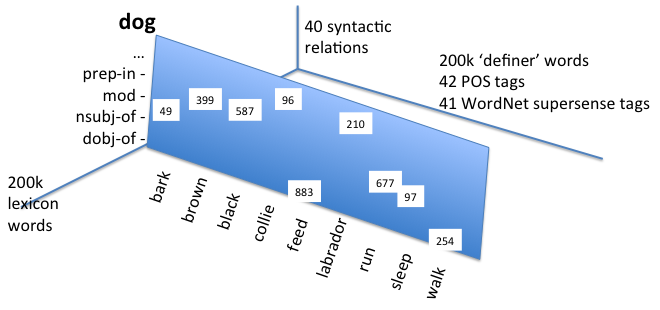 dog
40 syntactic
relations
200k ‘definer’ words
42 POS tags
41 WordNet supersense tags
...
prep-in -
mod -
nsubj-of -
dobj-of -
49
399
587
96
210
883
677
97
254
200k
lexicon
words
bark
brown
black
collie
feed
labrador
run
sleep
walk